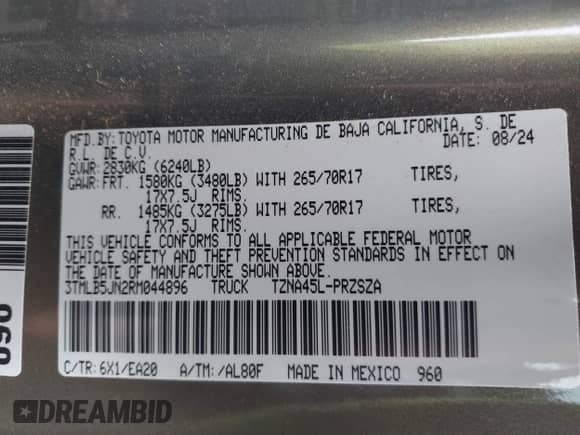 MFD.BY:TOYOTA MOTOR MANUFACTURING DE BAJA CALIFORNIA, S. DE
R.L. DE C.V. DATE: 08/24
GVWR:2830KG (6240LB)
GAWR:FRT. 1580KG (3480LB) WITH 265/70R17 TIRES,
17X7.5J RIMS.
RR. 1485KG (3275LB) WITH 265/70R17 TIRES,
17X7.5J RIMS.
THIS VEHICLE CONFORMS TO ALL APPLICABLE FEDERAL MOTOR
VEHICLE SAFETY AND THEFT PREVENTION STANDARDS IN EFFECT ON
THE DATE OF MANUFACTURE SHOWN ABOVE.
3TMLB5JN2RM044896 TRUCK TZNA45L-PRZSZA
C/TR:6X1/EA20 A/TM:/AL80F MADE IN MEXICO 960
060
DREAMBID